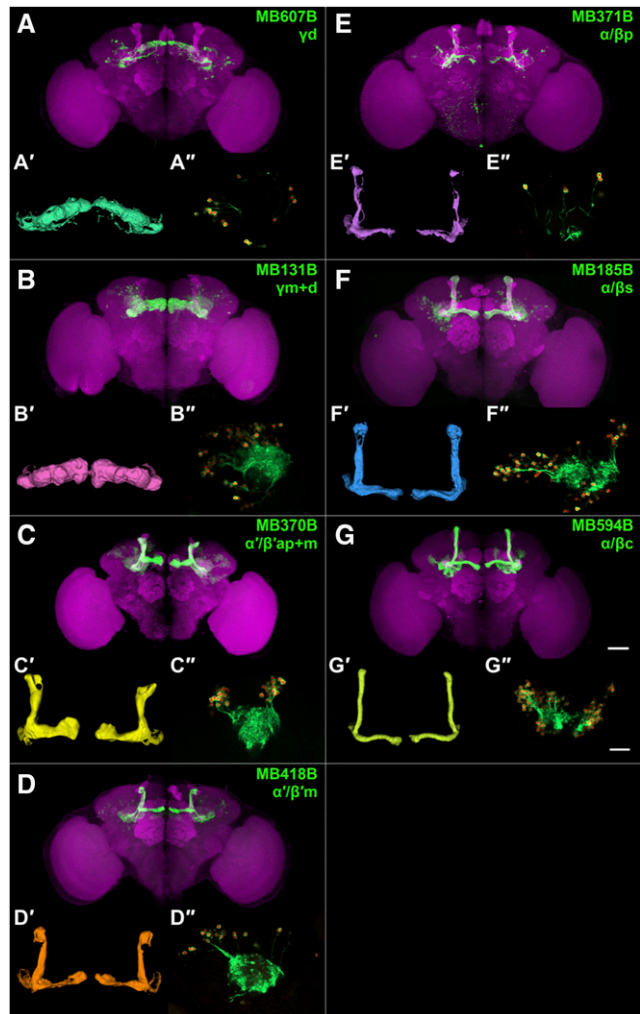 A
MB607B
γd
A′
A″
B
MB131B
γm+d
B′
B″
C
MB370B
α′/β′ap+m
C′
C″
D
MB418B
α′/β′m
D′
D″
E
MB371B
α/βp
E′
E″
F
MB185B
α/βs
F′
F″
G
MB594B
α/βc
G′
G″